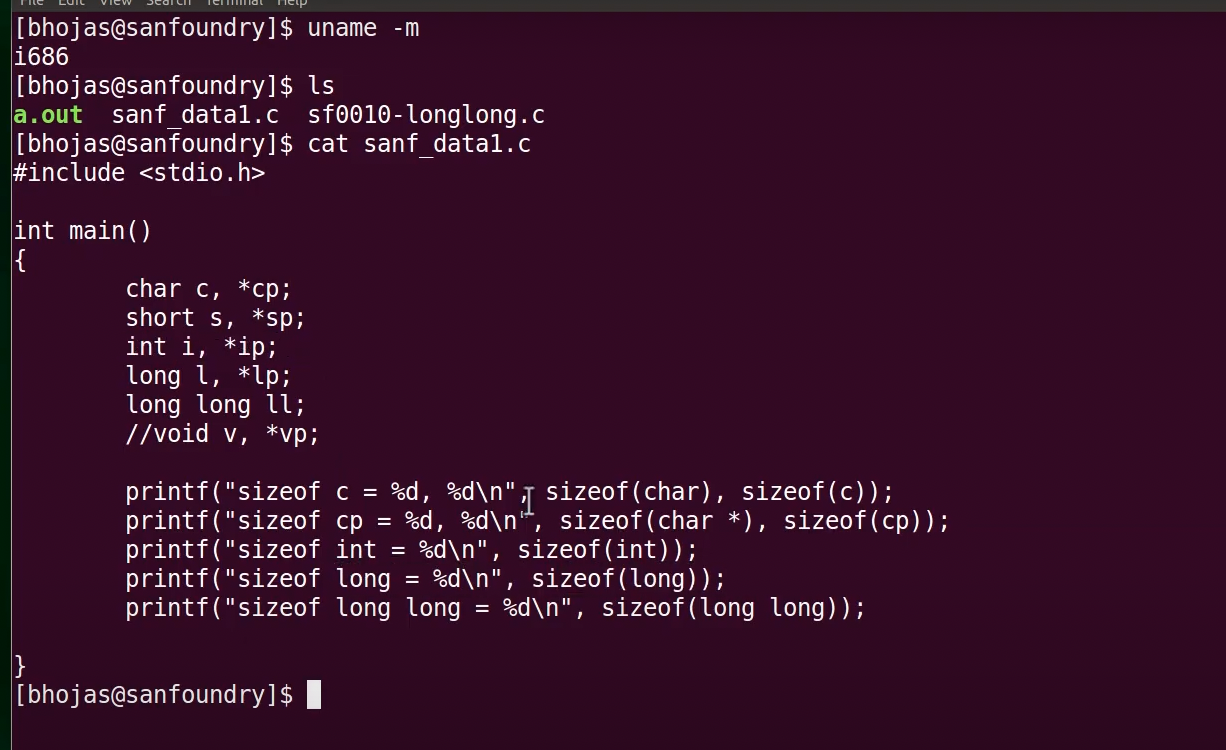 File Edit View Search Terminal Help
[bhojas@sanfoundry]$ uname -m
i686
[bhojas@sanfoundry]$ ls
a.out  sanf_data1.c  sf0010-longlong.c
[bhojas@sanfoundry]$ cat sanf_data1.c
#include <stdio.h>
int main()
{
        char c, *cp;
        short s, *sp;
        int i, *ip;
        long l, *lp;
        long long ll;
        //void v, *vp;
        printf("sizeof c = %d, %d\n", sizeof(char), sizeof(c));
        printf("sizeof cp = %d, %d\n", sizeof(char *), sizeof(cp));
        printf("sizeof int = %d\n", sizeof(int));
        printf("sizeof long = %d\n", sizeof(long));
        printf("sizeof long long = %d\n", sizeof(long long));
}
[bhojas@sanfoundry]$